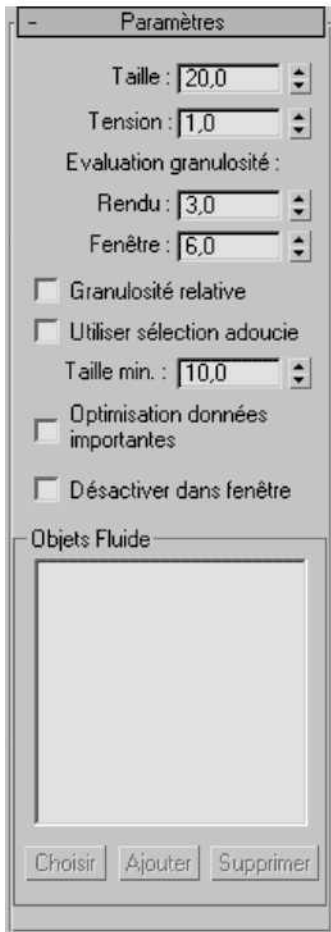 - Paramètres
Taille : 20,0
Tension : 1,0
Evaluation granulosité :
Rendu : 3,0
Fenêtre : 6,0
Granulosité relative
Utiliser sélection adoucie
Taille min. : 10,0
Optimisation données
importantes
Désactiver dans fenêtre
Objets Fluide
Choisir Ajouter Supprimer